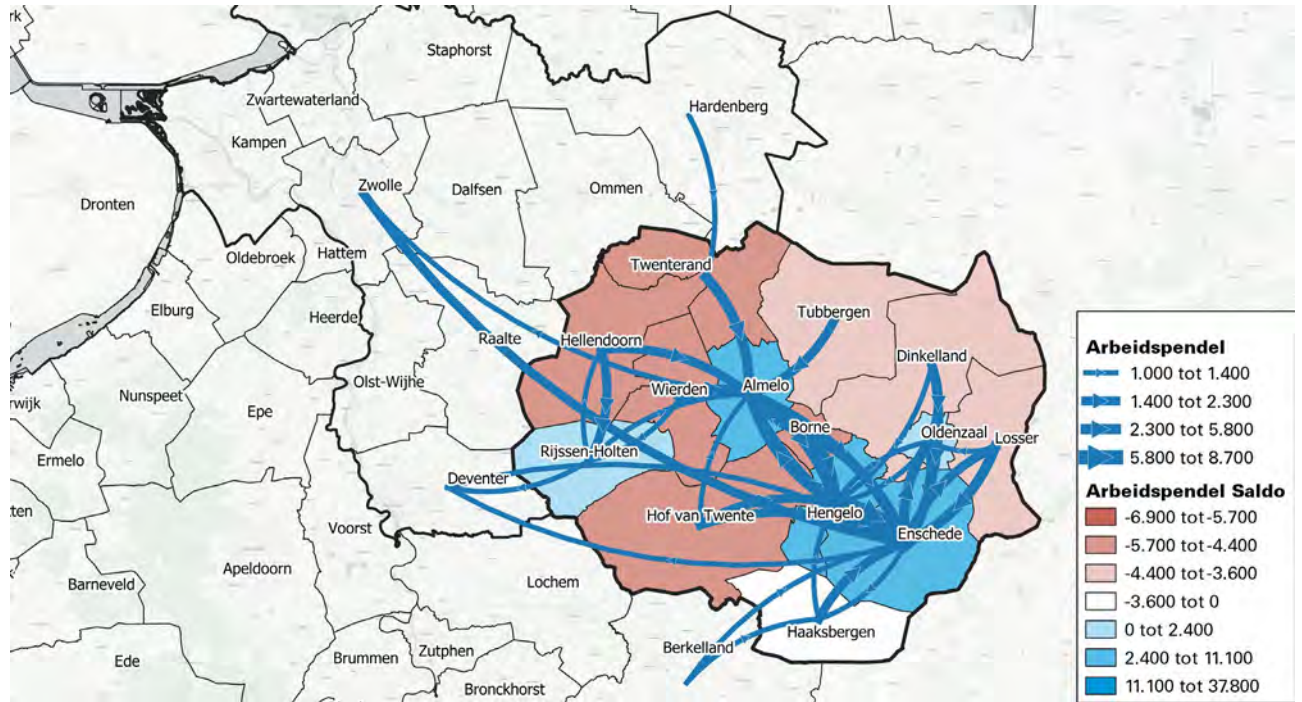 rk
Staphorst
Zwartewaterland
Hardenberg
Kampen
Zwolle
Dalfsen
Ommen
Dronten
Oldebroek
Hattem
Twenterand
Elburg
Heerde
Tubbergen
Raalte
Hellendoorn
Dinkelland
Olst-Wijhe
Wierden
Almelo
Nunspeet
Epe
rwijk
Borne
Oldenzaal
Losser
Ermelo
Rijssen-Holten
Deventer
Hof van Twente
Hengelo
Enschede
tten
Voorst
Apeldoorn
Barneveld
Lochem
Haaksbergen
Berkelland
Ede
Brummen
Zutphen
Bronckhorst
Arbeidspendel
1.000 tot 1.400
1.400 tot 2.300
2.300 tot 5.800
5.800 tot 8.700
Arbeidspendel Saldo
-6.900 tot -5.700
-5.700 tot -4.400
-4.400 tot -3.600
-3.600 tot 0
0 tot 2.400
2.400 tot 11.100
11.100 tot 37.800